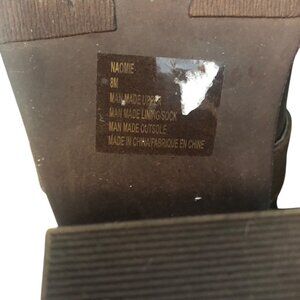 NAOMIE
8M
MAN MADE UPPER
MAN MADE LINING/SOCK
MAN MADE OUTSOLE
MADE IN CHINA/FABRIQUE EN CHINE